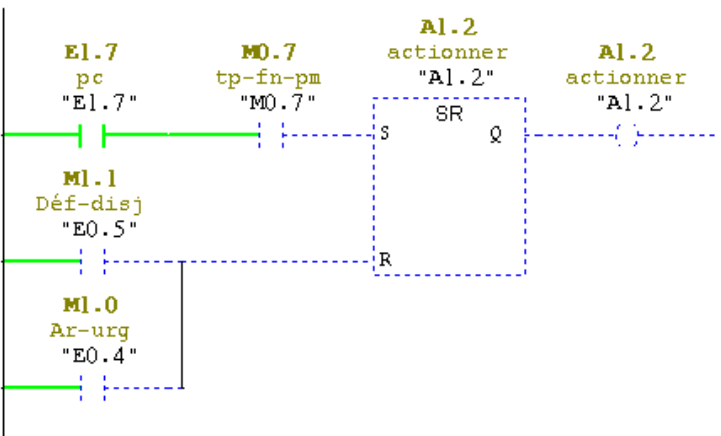 E1.7
pc
"E1.7"
M0.7
tp-fn-pm
"M0.7"
A1.2
actionner
"A1.2"
SR
S
Q
R
A1.2
actionner
"A1.2"
M1.1
Déf-disj
"E0.5"
M1.0
Ar-urg
"E0.4"